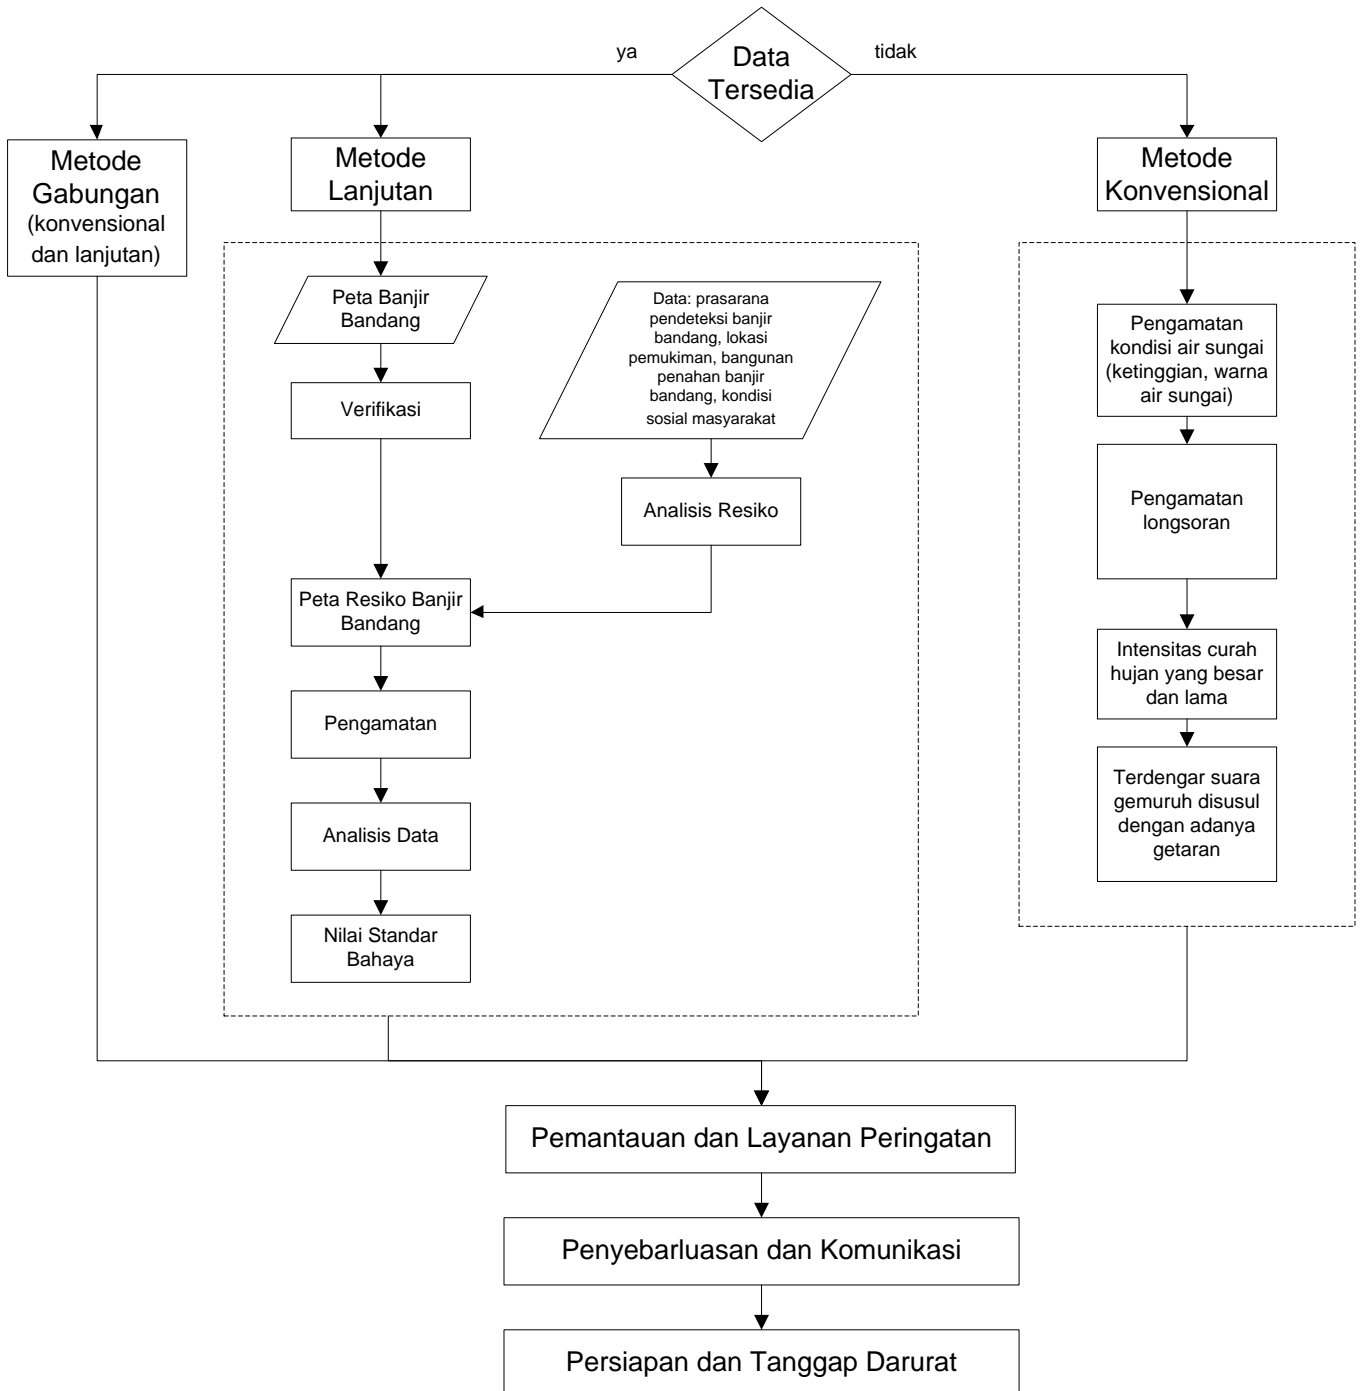 ya
Data
Tersedia
tidak
Metode
Gabungan
(konvensional
dan lanjutan)
Metode
Lanjutan
Metode
Konvensional
Peta Banjir
Bandang
Verifikasi
Data: prasarana
pendeteksi banjir
bandang, lokasi
pemukiman, bangunan
penahan banjir
bandang, kondisi
sosial masyarakat
Analisis Resiko
Peta Resiko Banjir
Bandang
Pengamatan
Analisis Data
Nilai Standar
Bahaya
Pengamatan
kondisi air sungai
(ketinggian, warna
air sungai)
Pengamatan
longsoran
Intensitas curah
hujan yang besar
dan lama
Terdengar suara
gemuruh disusul
dengan adanya
getaran
Pemantauan dan Layanan Peringatan
Penyebarluasan dan Komunikasi
Persiapan dan Tanggap Darurat